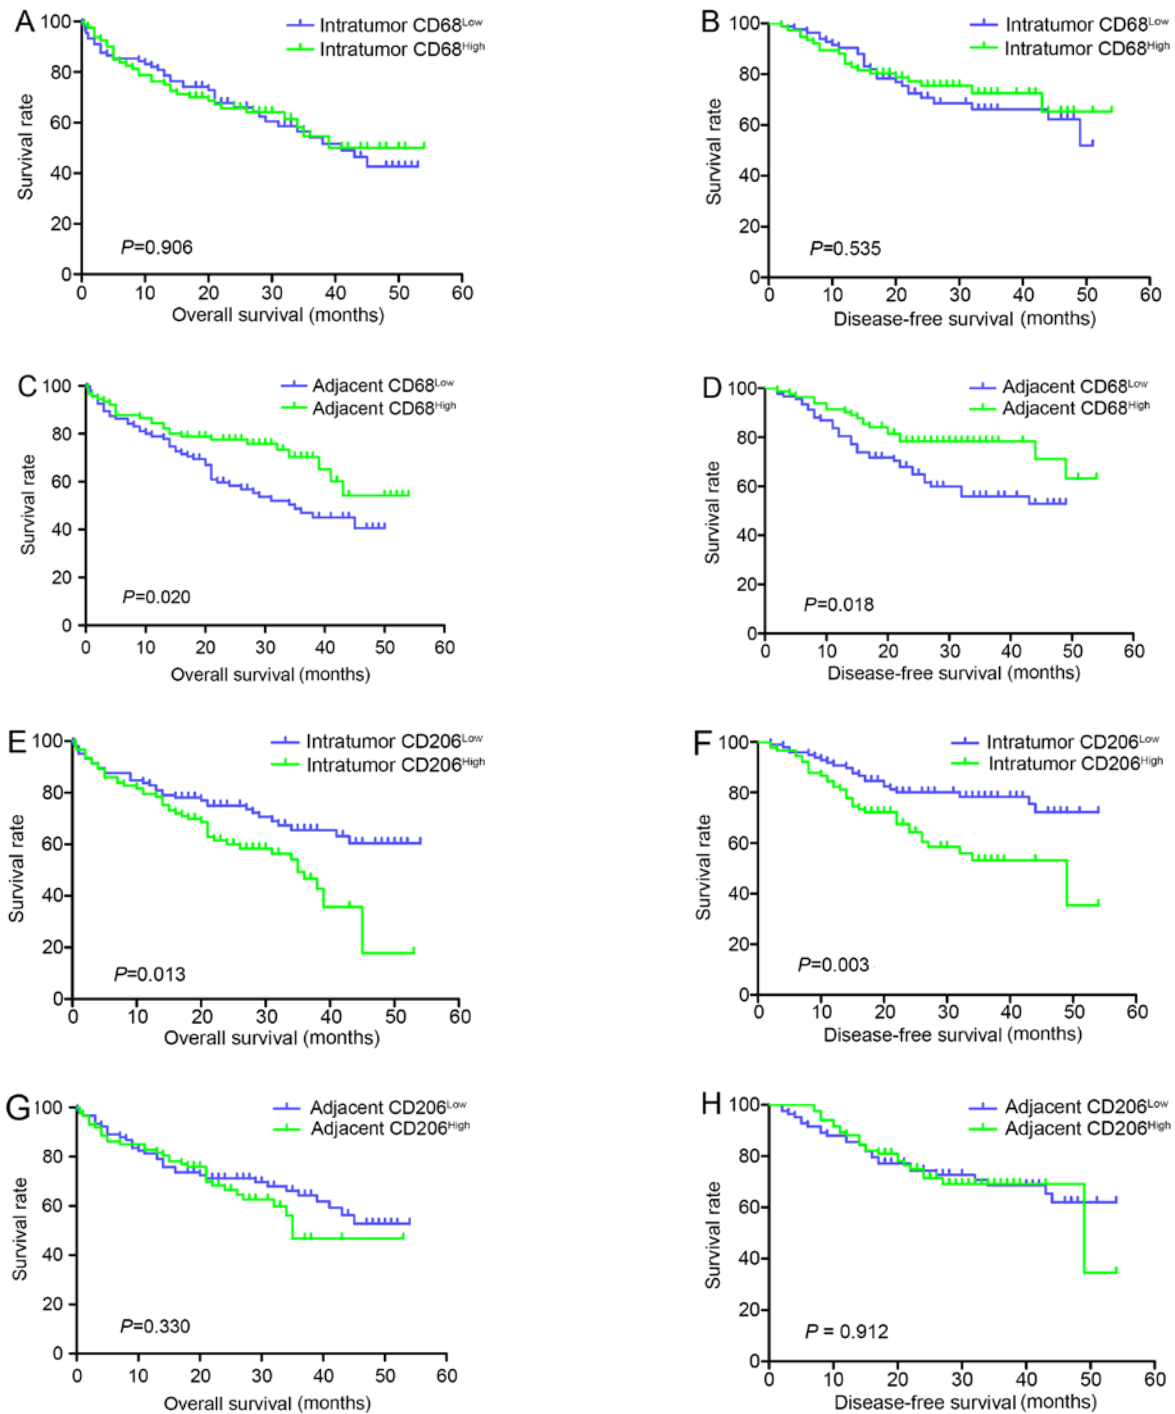 A
Intratumor CD68Low
Intratumor CD68High
100
80
60
40
20
0
Survival rate
P=0.906
0 10 20 30 40 50 60
Overall survival (months)
B
Intratumor CD68Low
Intratumor CD68High
100
80
60
40
20
0
Survival rate
P=0.535
0 10 20 30 40 50 60
Disease-free survival (months)
C
Adjacent CD68Low
Adjacent CD68High
100
80
60
40
20
0
Survival rate
P=0.020
0 10 20 30 40 50 60
Overall survival (months)
D
Adjacent CD68Low
Adjacent CD68High
100
80
60
40
20
0
Survival rate
P=0.018
0 10 20 30 40 50 60
Disease-free survival (months)
E
Intratumor CD206Low
Intratumor CD206High
100
80
60
40
20
0
Survival rate
P=0.013
0 10 20 30 40 50 60
Overall survival (months)
F
Intratumor CD206Low
Intratumor CD206High
100
80
60
40
20
0
Survival rate
P=0.003
0 10 20 30 40 50 60
Disease-free survival (months)
G
Adjacent CD206Low
Adjacent CD206High
100
80
60
40
20
0
Survival rate
P=0.330
0 10 20 30 40 50 60
Overall survival (months)
H
Adjacent CD206Low
Adjacent CD206High
100
80
60
40
20
0
Survival rate
P = 0.912
0 10 20 30 40 50 60
Disease-free survival (months)